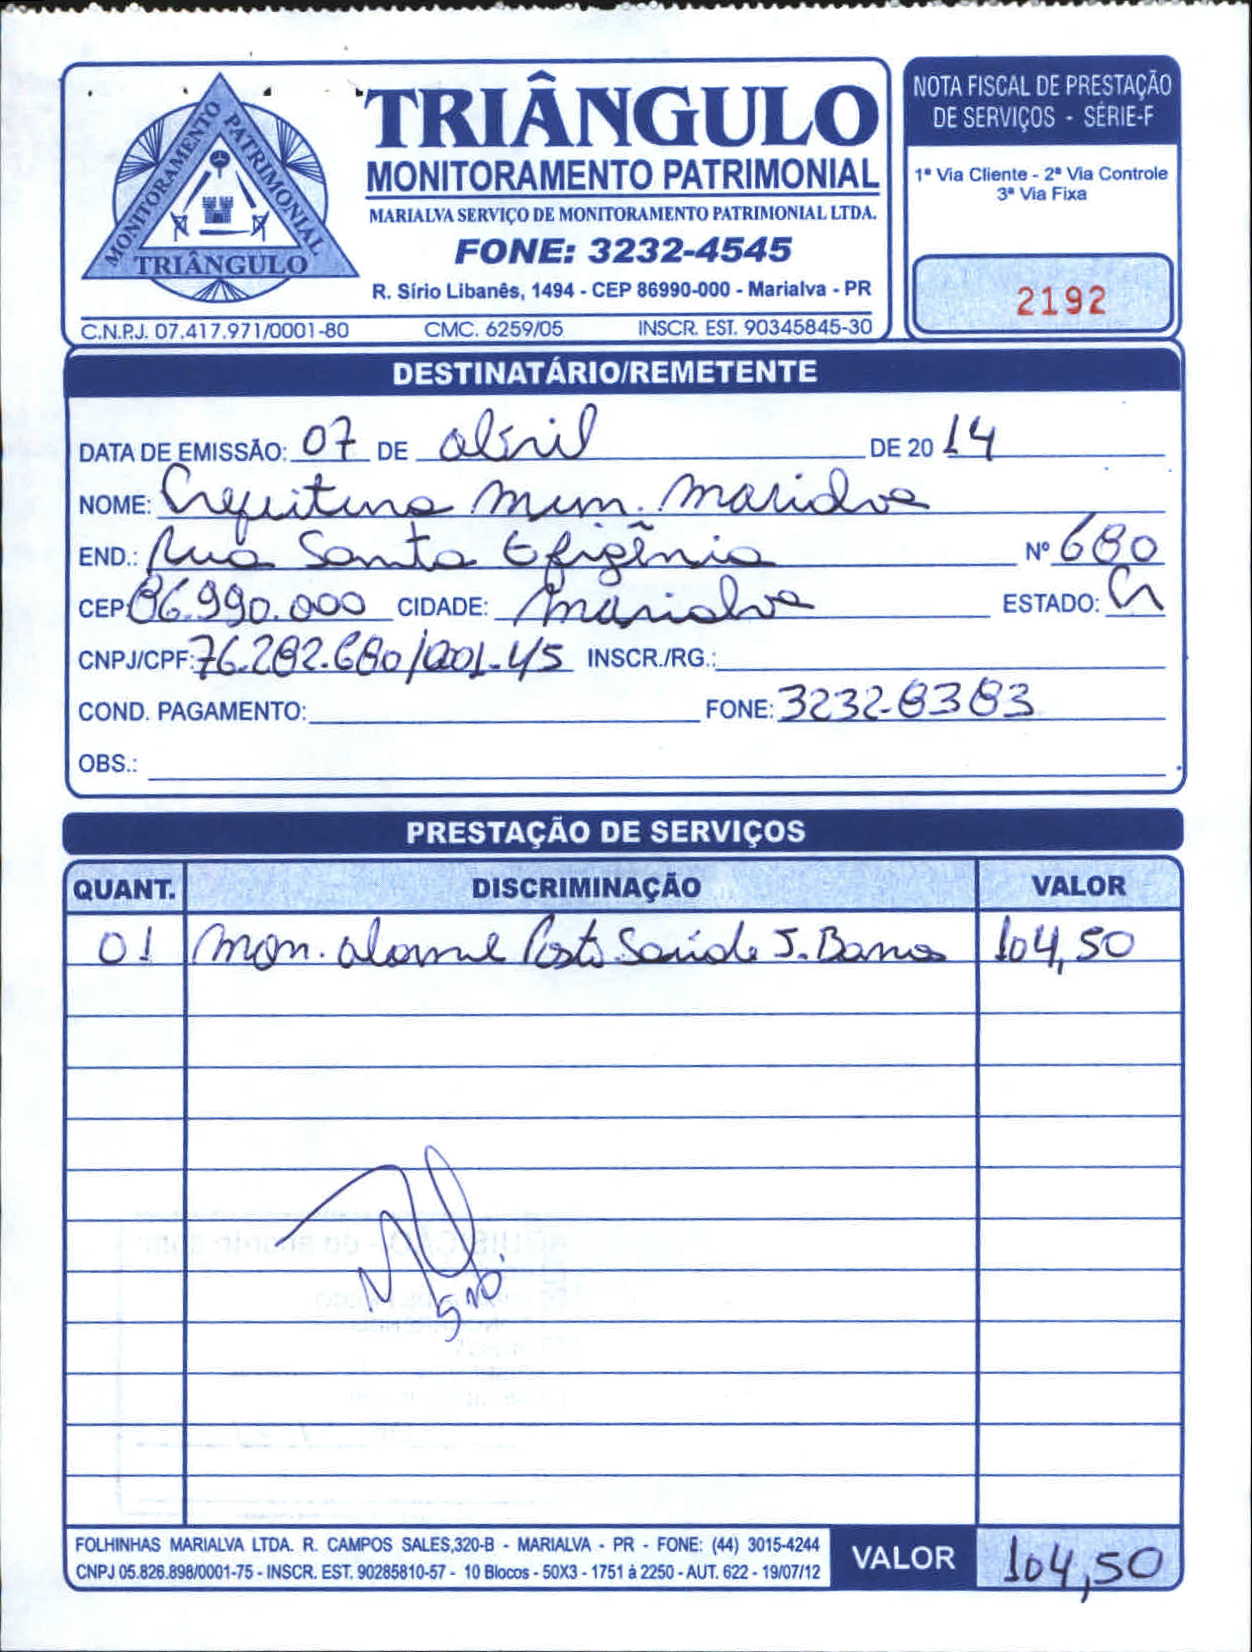 TRIÂNGULO
MONITORAMENTO PATRIMONIAL
MARIALVA SERVIÇO DE MONITORAMENTO PATRIMONIAL LTDA.
FONE: 3232-4545
R. Sírio Libanês, 1494 - CEP 86990-000 - Marialva - PR
C.N.P.J. 07.417.971/0001-80 CMC. 6259/05 INSCR. EST. 90345845-30
MONITORAMENTO PATRIMONIAL
TRIÂNGULO
NOTA FISCAL DE PRESTAÇÃO
DE SERVIÇOS - SÉRIE-F
1ª Via Cliente - 2ª Via Controle
3ª Via Fixa
2192
DESTINATÁRIO/REMETENTE
DATA DE EMISSÃO: 07 DE abril DE 2014
NOME: Prefeitura Mun. Marialva
END.: Rua Santa Efigênia Nº 680
CEP: 86.990.000 CIDADE: Marialva ESTADO: Pr
CNPJ/CPF: 76.282.680/001-45 INSCR./RG.:
COND. PAGAMENTO: FONE: 3232-8383
OBS.:
PRESTAÇÃO DE SERVIÇOS
QUANT. DISCRIMINAÇÃO VALOR
01 Mon. alarme Posto Saúde J. Barros 104,50
FOLHINHAS MARIALVA LTDA. R. CAMPOS SALES,320-B - MARIALVA - PR - FONE: (44) 3015-4244
CNPJ 05.826.898/0001-75 - INSCR. EST. 90285810-57 - 10 Blocos - 50X3 - 1751 à 2250 - AUT. 622 - 19/07/12
VALOR 104,50